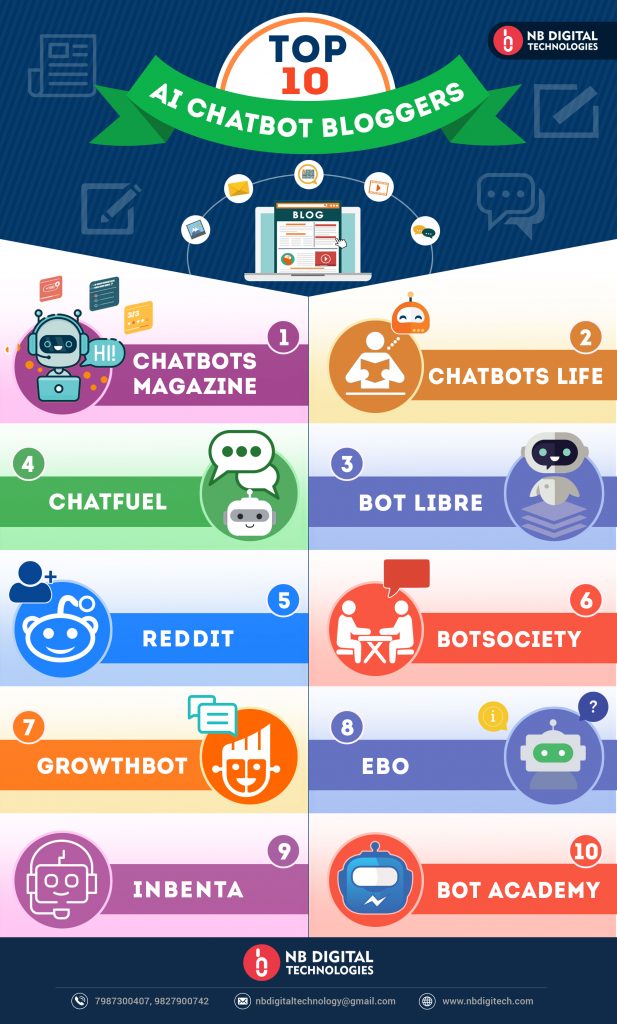 TOP
10
AI CHATBOT BLOGGERS
NB DIGITAL
TECHNOLOGIES
BLOG
HI!
1
CHATBOTS
MAGAZINE
2
CHATBOTS LIFE
4
CHATFUEL
3
BOT LIBRE
5
REDDIT
6
BOTSOCIETY
7
GROWTHBOT
8
?
i
EBO
9
INBENTA
10
BOT ACADEMY
NB DIGITAL
TECHNOLOGIES
7987300407, 9827900742
nbdigitaltechnology@gmail.com
www.nbdigitech.com